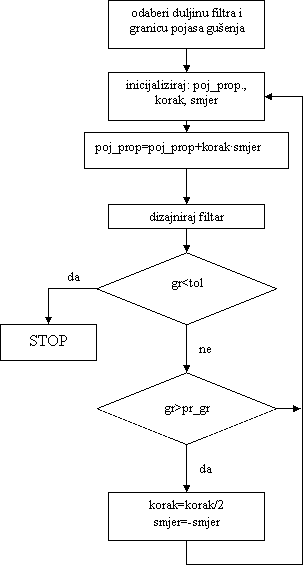 odaberi duljinu filtra i
granicu pojasa gušenja
inicijaliziraj: poj_prop.,
korak, smjer
poj_prop=poj_prop+korak·smjer
dizajniraj filtar
gr<tol
da
STOP
ne
gr>pr_gr
da
korak=korak/2
smjer=-smjer